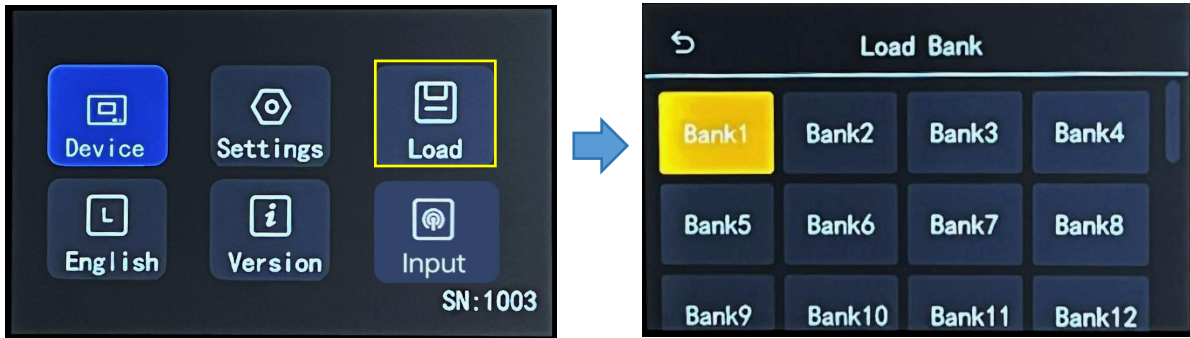 Device Settings Load
English Version Input
SN:1003
Load Bank
Bank1 Bank2 Bank3 Bank4
Bank5 Bank6 Bank7 Bank8
Bank9 Bank10 Bank11 Bank12